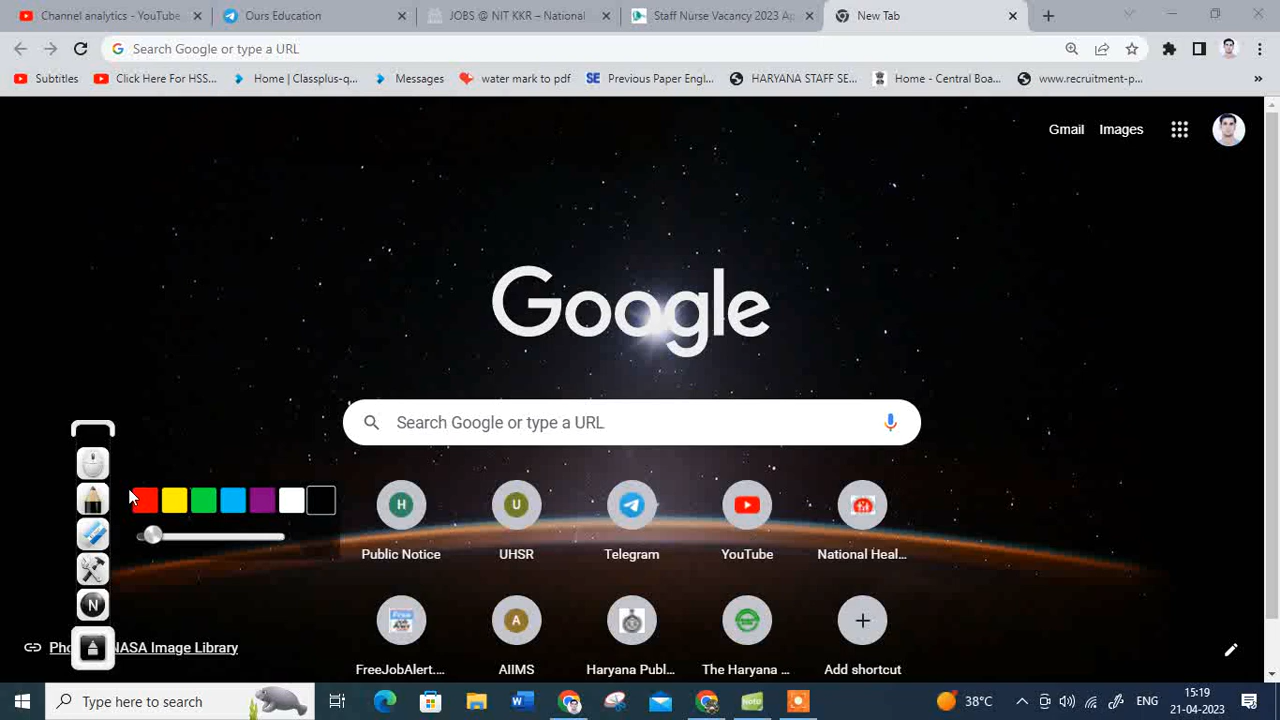 Channel analytics - YouTube
Ours Education
JOBS @ NIT KKR – National
Staff Nurse Vacancy 2023 Ap
New Tab
Search Google or type a URL
Subtitles
Click Here For HSS...
Home | Classplus-q...
Messages
water mark to pdf
SE
Previous Paper Engl...
HARYANA STAFF SE...
Home - Central Boa...
www.recruitment-p...
Gmail
Images
Google
Search Google or type a URL
H
U
Public Notice
UHSR
Telegram
YouTube
National Heal...
N
A
NASA Image Library
FreeJobAlert....
AIIMS
Haryana Publ...
The Haryana ...
Add shortcut
Type here to search
38°C
ENG
15:19
21-04-2023